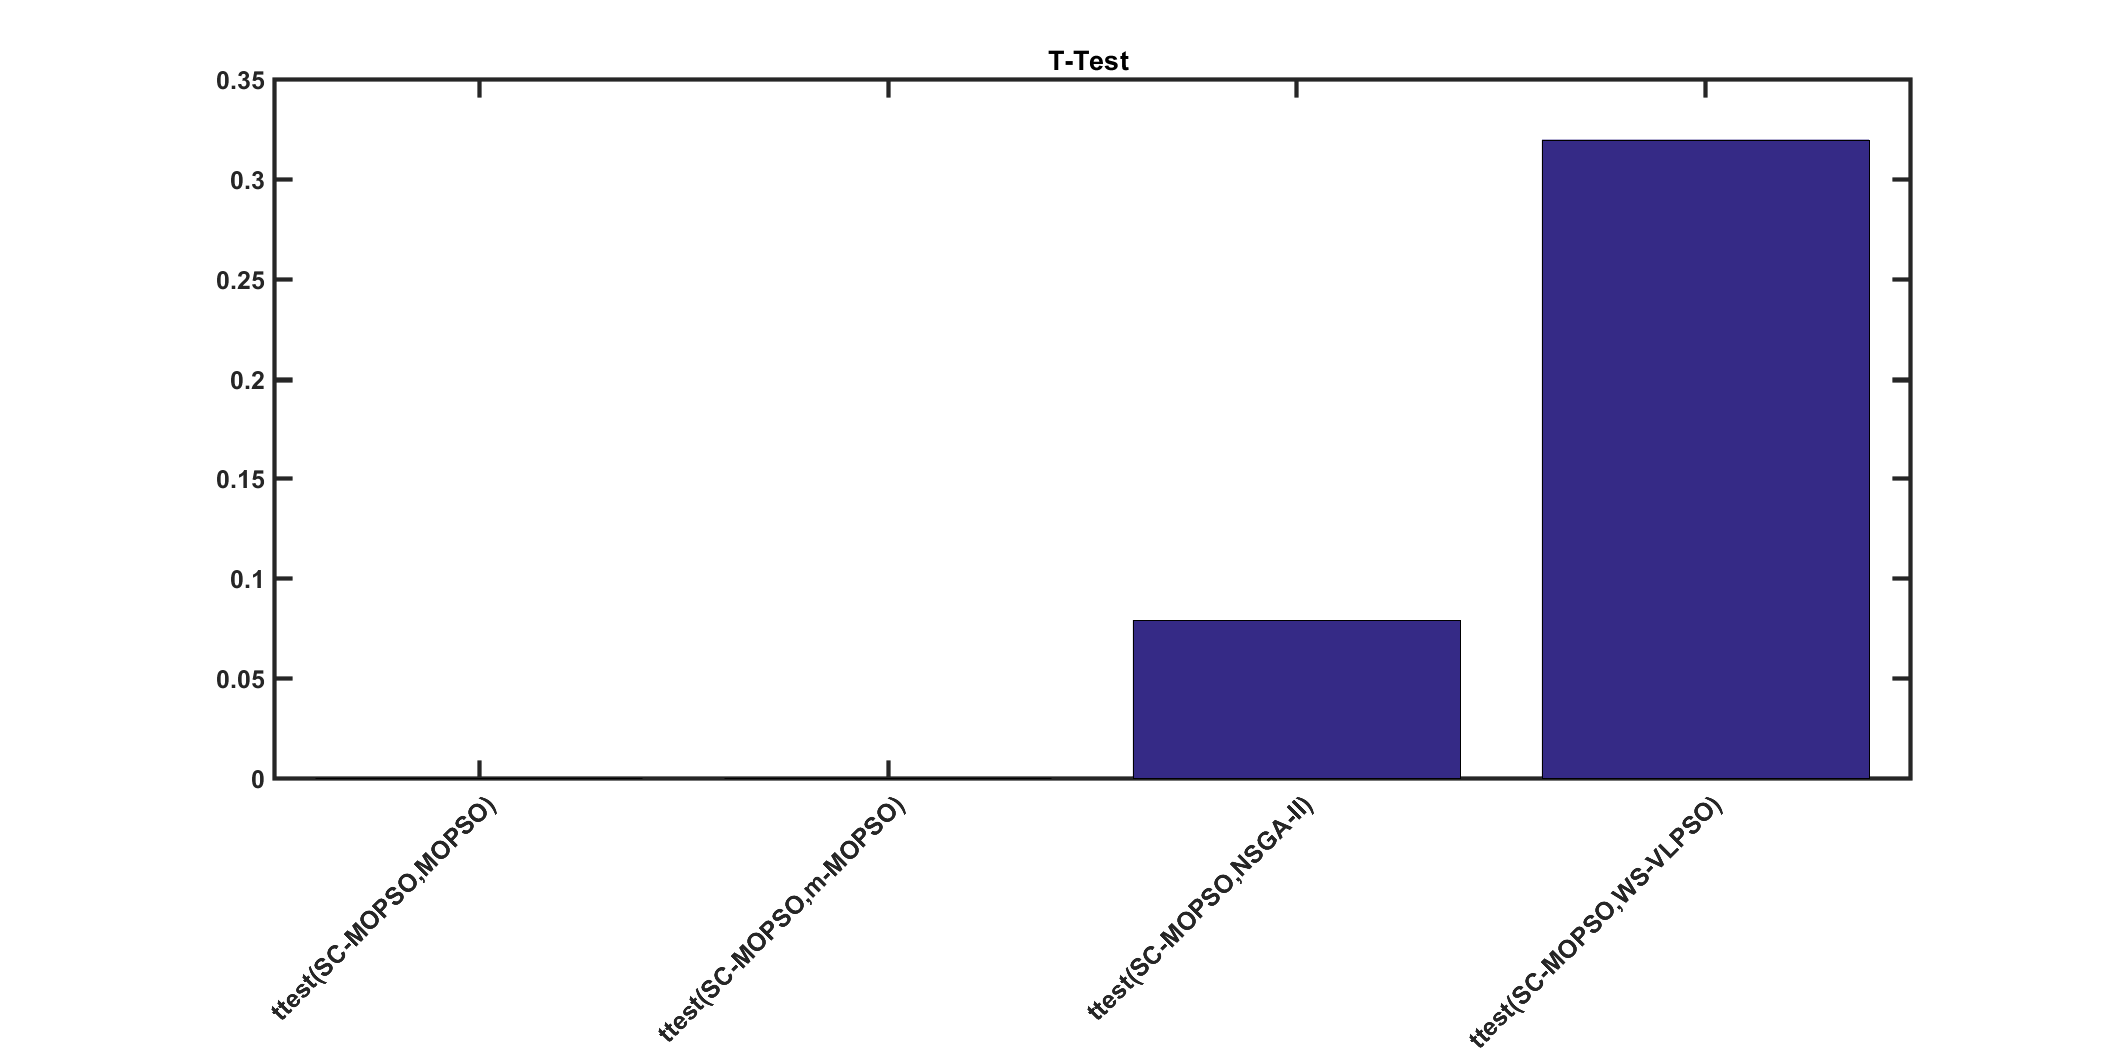 T-Test
0.35
0.3
0.25
0.2
0.15
0.1
0.05
0
ttest(SC-MOPSO,MOPSO)
ttest(SC-MOPSO,m-MOPSO)
ttest(SC-MOPSO,NSGA-II)
ttest(SC-MOPSO,WS-VLPSO)